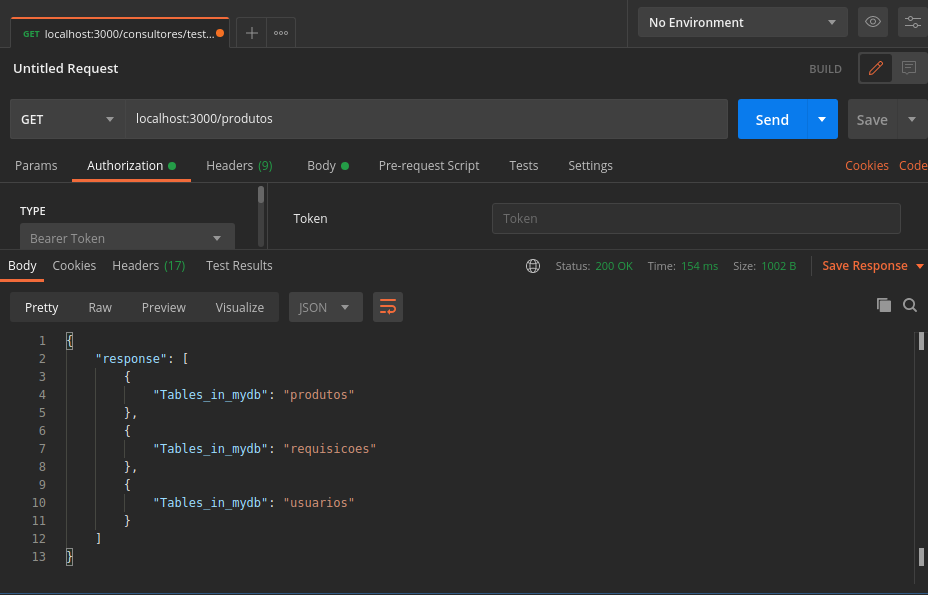 GET localhost:3000/consultores/test...
No Environment
Untitled Request
BUILD
GET localhost:3000/produtos
Send
Save
Params Authorization Headers (9) Body Pre-request Script Tests Settings
Cookies Code
TYPE
Bearer Token
Token
Token
Body Cookies Headers (17) Test Results
Status: 200 OK Time: 154 ms Size: 1002 B
Save Response
Pretty Raw Preview Visualize JSON
1 {
2 "response": [
3 {
4 "Tables_in_mydb": "produtos"
5 },
6 {
7 "Tables_in_mydb": "requisicoes"
8 },
9 {
10 "Tables_in_mydb": "usuarios"
11 }
12 ]
13 }